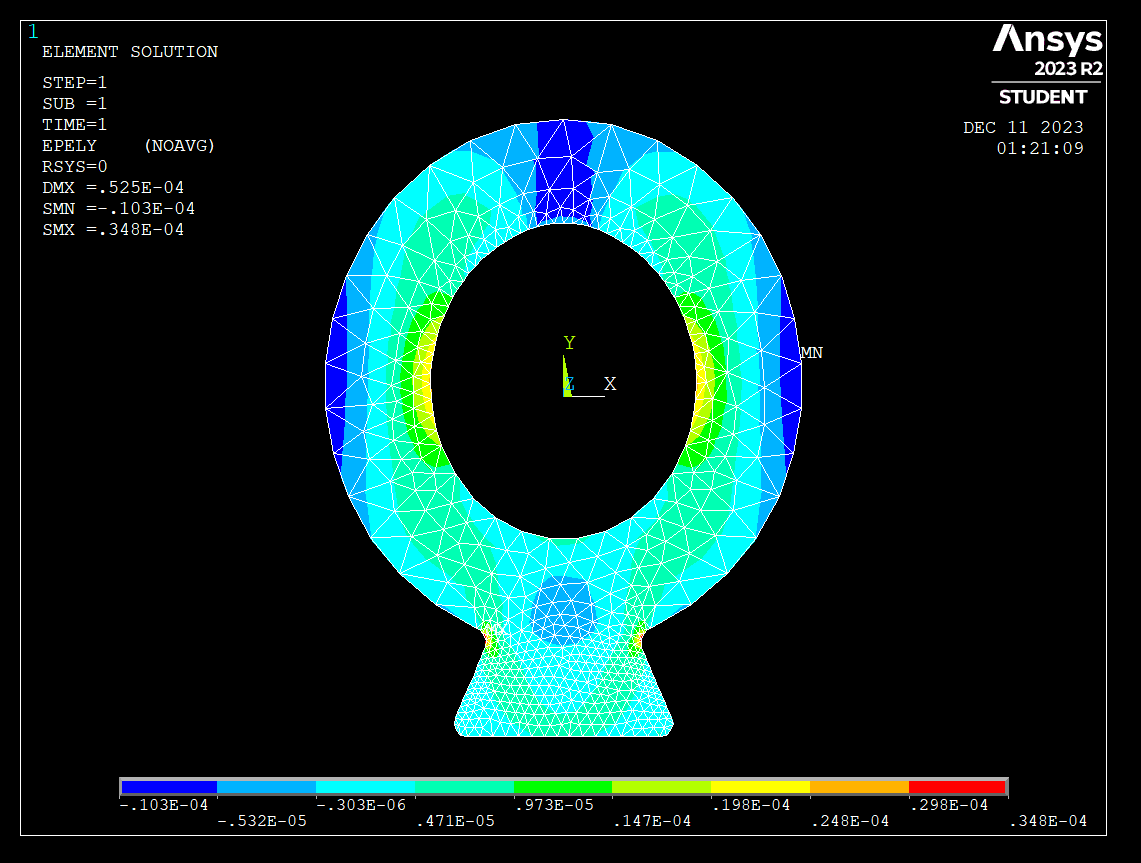 1
ELEMENT SOLUTION
STEP=1
SUB =1
TIME=1
EPELY (NOAVG)
RSYS=0
DMX =.525E-04
SMN =-.103E-04
SMX =.348E-04
Ansys
2023 R2
STUDENT
DEC 11 2023
01:21:09
Y
Z X
MN
-.103E-04 -.303E-06 .973E-05 .198E-04 .298E-04
-.532E-05 .471E-05 .147E-04 .248E-04 .348E-04